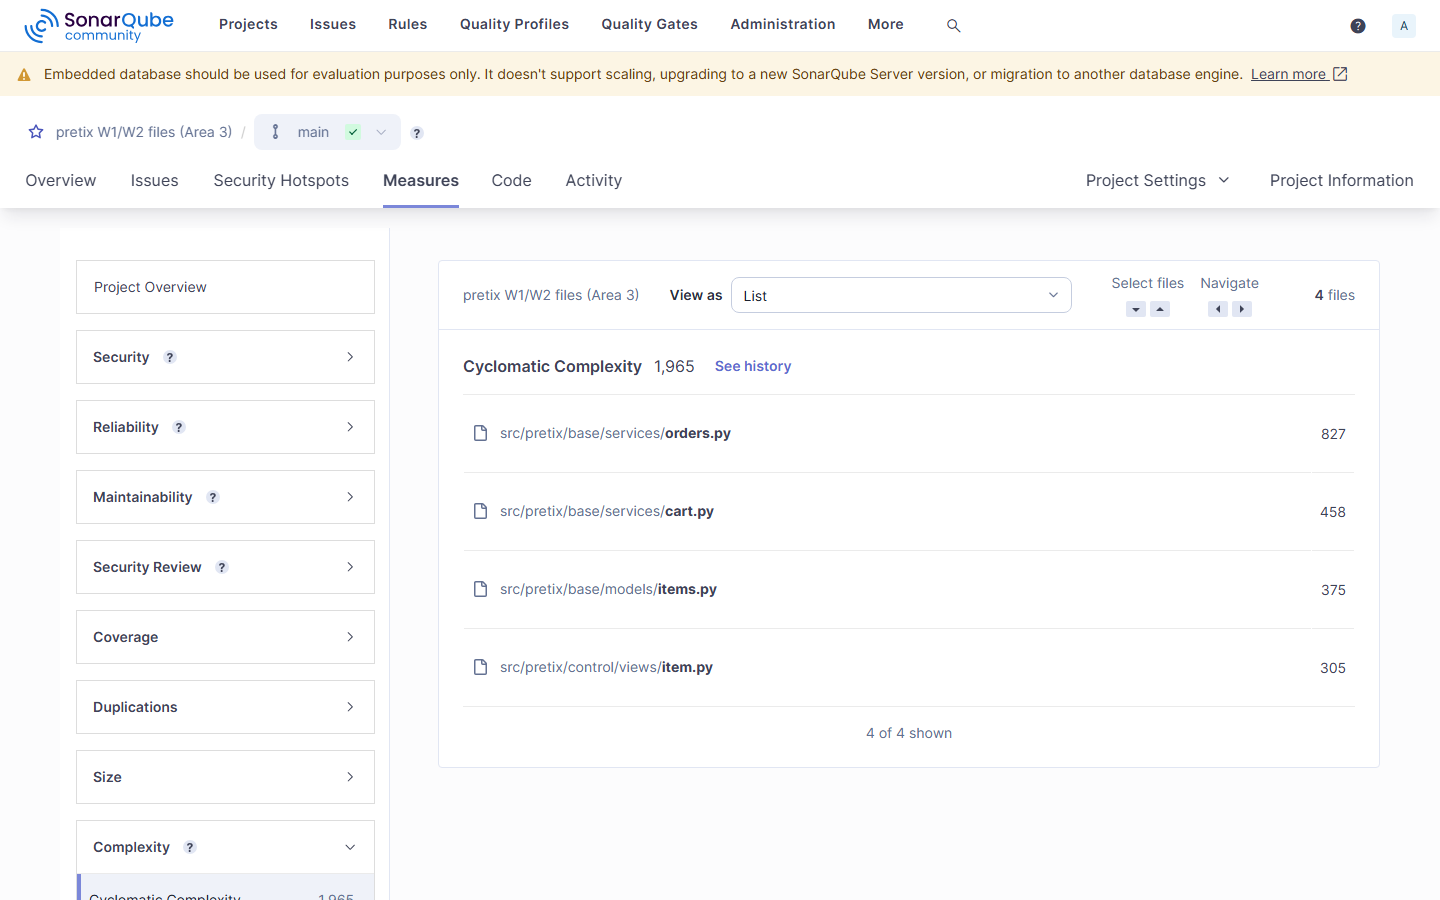 SonarQube
community
Projects
Issues
Rules
Quality Profiles
Quality Gates
Administration
More
?
A
Embedded database should be used for evaluation purposes only. It doesn't support scaling, upgrading to a new SonarQube Server version, or migration to another database engine. Learn more
pretix W1/W2 files (Area 3) / main ?
Overview
Issues
Security Hotspots
Measures
Code
Activity
Project Settings
Project Information
Project Overview
Security ?
Reliability ?
Maintainability ?
Security Review ?
Coverage
Duplications
Size
Complexity ?
Cyclomatic Complexity 1,965
pretix W1/W2 files (Area 3)
View as
List
Select files
Navigate
4 files
Cyclomatic Complexity 1,965 See history
src/pretix/base/services/orders.py 827
src/pretix/base/services/cart.py 458
src/pretix/base/models/items.py 375
src/pretix/control/views/item.py 305
4 of 4 shown